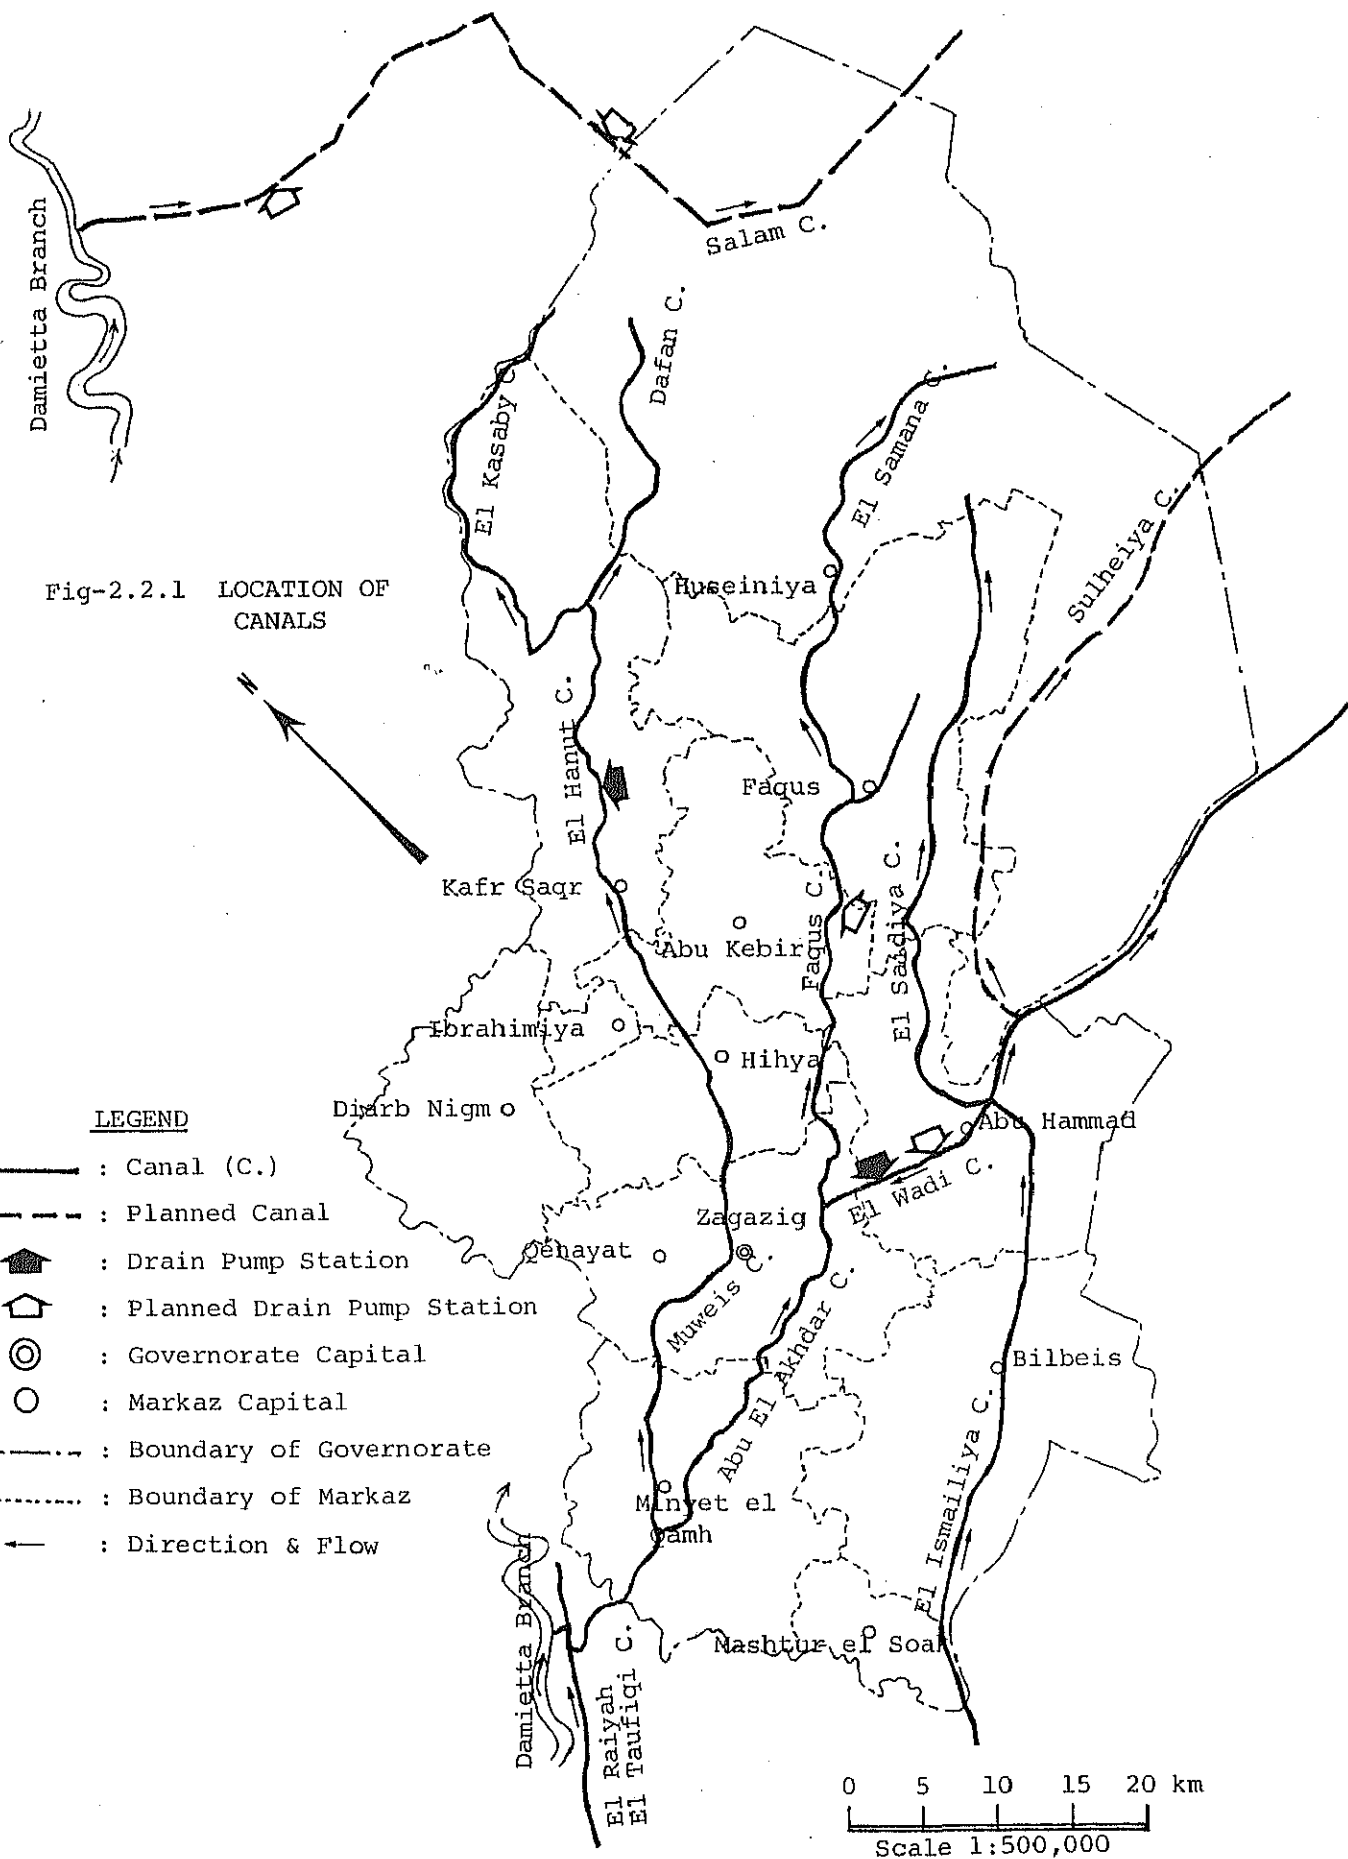 Damietta Branch
Salam C.
Dafan C.
El Kasaby C
El Samana C.
Sulheiya C.
Huseiniya
Fig-2.2.1 LOCATION OF
CANALS
N
El Hanut C.
Faqus
Kafr Saqr
Abu Kebir
Faqus C.
El Saidiya C.
Ibrahimiya
Hihya
Diarb Nigm
Abu Hammad
El Wadi C.
Zagazig
Qenayat
Muweis C.
Abu El Akhdar C.
Bilbeis
El Ismailiya C.
Minyet el
Qamh
Mashtur el Soak
Damietta Branch
El Raiyah
El Taufiqi C.
LEGEND
: Canal (C.)
: Planned Canal
: Drain Pump Station
: Planned Drain Pump Station
: Governorate Capital
: Markaz Capital
: Boundary of Governorate
: Boundary of Markaz
: Direction & Flow
0 5 10 15 20 km
Scale 1:500,000